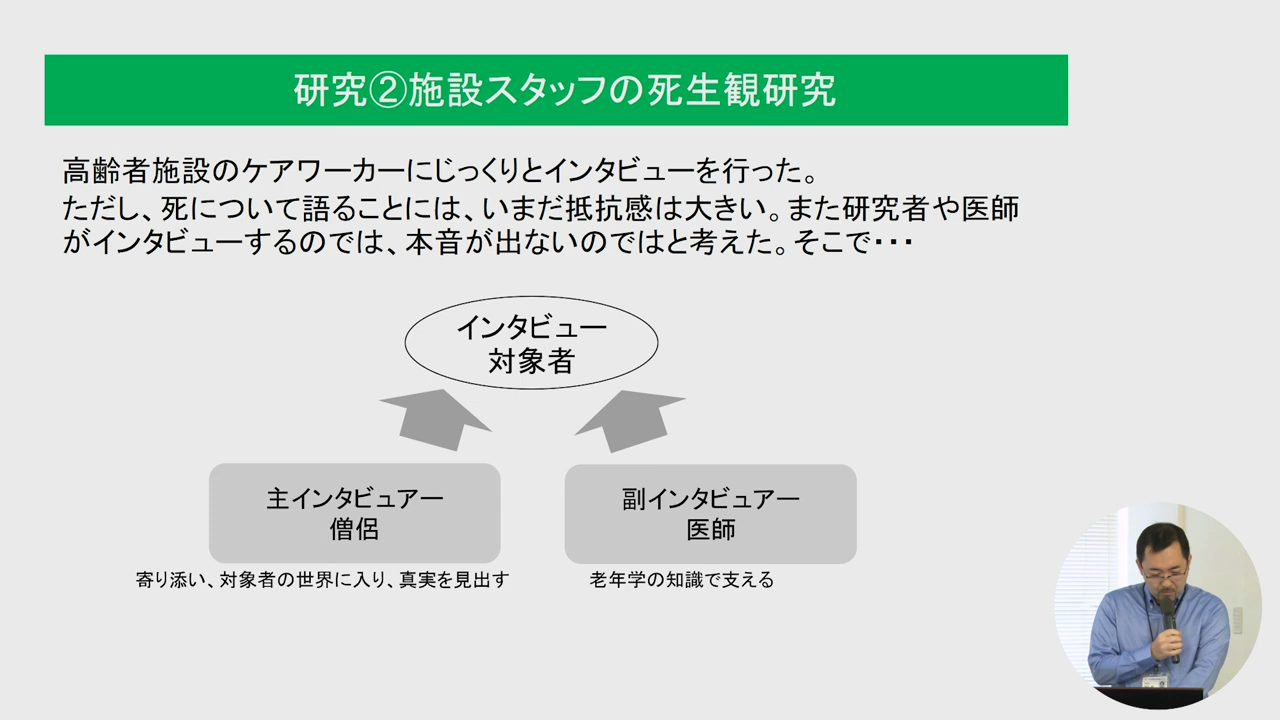 研究②施設スタッフの死生観研究
高齢者施設のケアワーカーにじっくりとインタビューを行った。
ただし、死について語ることには、いまだ抵抗感は大きい。また研究者や医師
がインタビューするのでは、本音が出ないのではと考えた。そこで・・・
インタビュー
対象者
主インタビュアー
僧侶
副インタビュアー
医師
寄り添い、対象者の世界に入り、真実を見出す
老年学の知識で支える